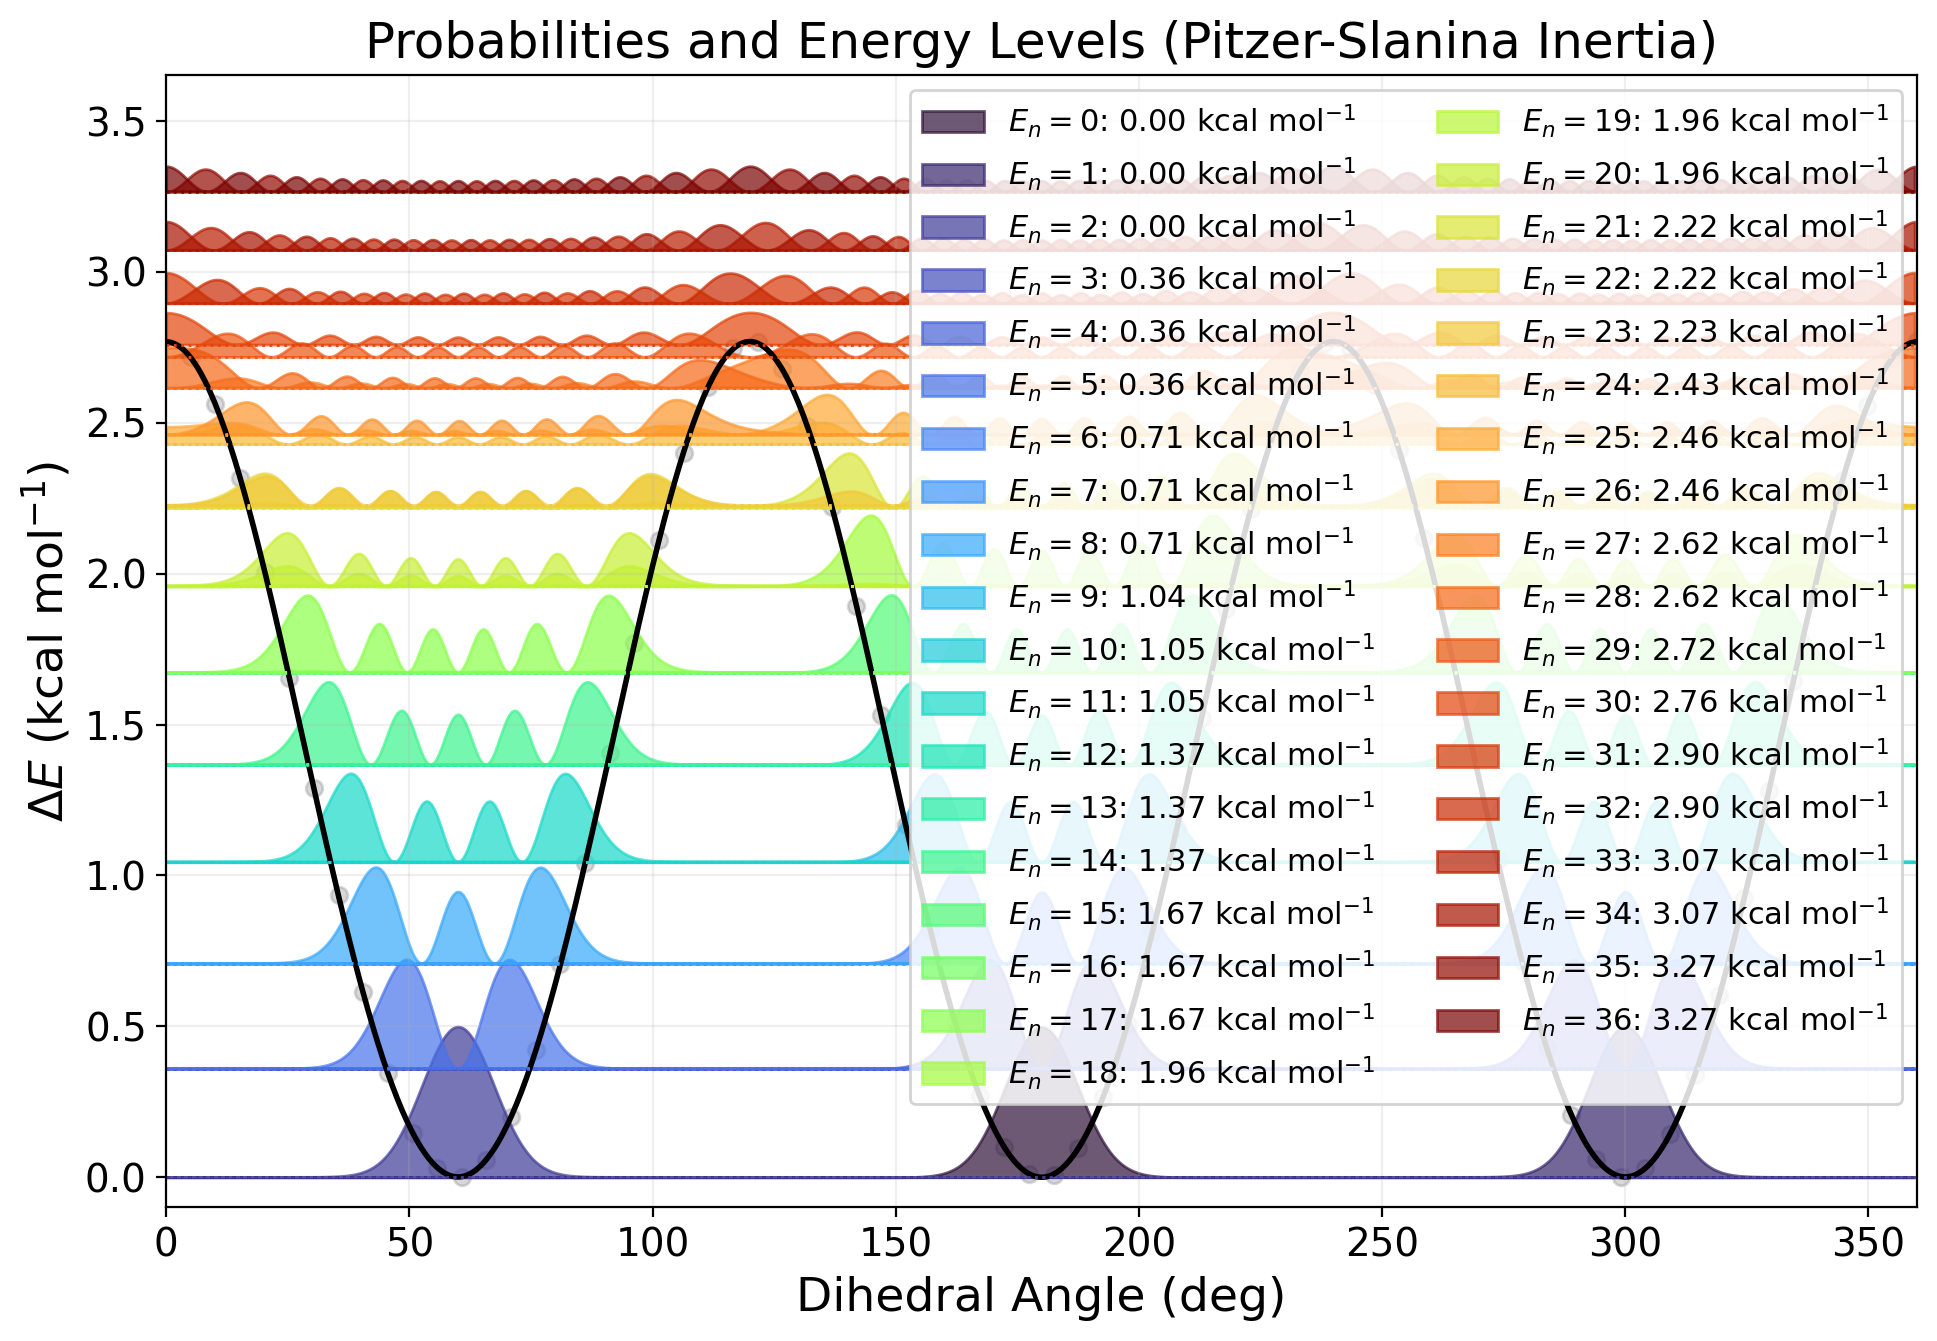 Probabilities and Energy Levels (Pitzer-Slanina Inertia)
ΔE (kcal mol⁻¹)
3.5
3.0
2.5
2.0
1.5
1.0
0.5
0.0
Eₙ = 0: 0.00 kcal mol⁻¹
Eₙ = 1: 0.00 kcal mol⁻¹
Eₙ = 2: 0.00 kcal mol⁻¹
Eₙ = 3: 0.36 kcal mol⁻¹
Eₙ = 4: 0.36 kcal mol⁻¹
Eₙ = 5: 0.36 kcal mol⁻¹
Eₙ = 6: 0.71 kcal mol⁻¹
Eₙ = 7: 0.71 kcal mol⁻¹
Eₙ = 8: 0.71 kcal mol⁻¹
Eₙ = 9: 1.04 kcal mol⁻¹
Eₙ = 10: 1.05 kcal mol⁻¹
Eₙ = 11: 1.05 kcal mol⁻¹
Eₙ = 12: 1.37 kcal mol⁻¹
Eₙ = 13: 1.37 kcal mol⁻¹
Eₙ = 14: 1.37 kcal mol⁻¹
Eₙ = 15: 1.67 kcal mol⁻¹
Eₙ = 16: 1.67 kcal mol⁻¹
Eₙ = 17: 1.67 kcal mol⁻¹
Eₙ = 18: 1.96 kcal mol⁻¹
Eₙ = 19: 1.96 kcal mol⁻¹
Eₙ = 20: 1.96 kcal mol⁻¹
Eₙ = 21: 2.22 kcal mol⁻¹
Eₙ = 22: 2.22 kcal mol⁻¹
Eₙ = 23: 2.23 kcal mol⁻¹
Eₙ = 24: 2.43 kcal mol⁻¹
Eₙ = 25: 2.46 kcal mol⁻¹
Eₙ = 26: 2.46 kcal mol⁻¹
Eₙ = 27: 2.62 kcal mol⁻¹
Eₙ = 28: 2.62 kcal mol⁻¹
Eₙ = 29: 2.72 kcal mol⁻¹
Eₙ = 30: 2.76 kcal mol⁻¹
Eₙ = 31: 2.90 kcal mol⁻¹
Eₙ = 32: 2.90 kcal mol⁻¹
Eₙ = 33: 3.07 kcal mol⁻¹
Eₙ = 34: 3.07 kcal mol⁻¹
Eₙ = 35: 3.27 kcal mol⁻¹
Eₙ = 36: 3.27 kcal mol⁻¹
0 50 100 150 200 250 300 350
Dihedral Angle (deg)